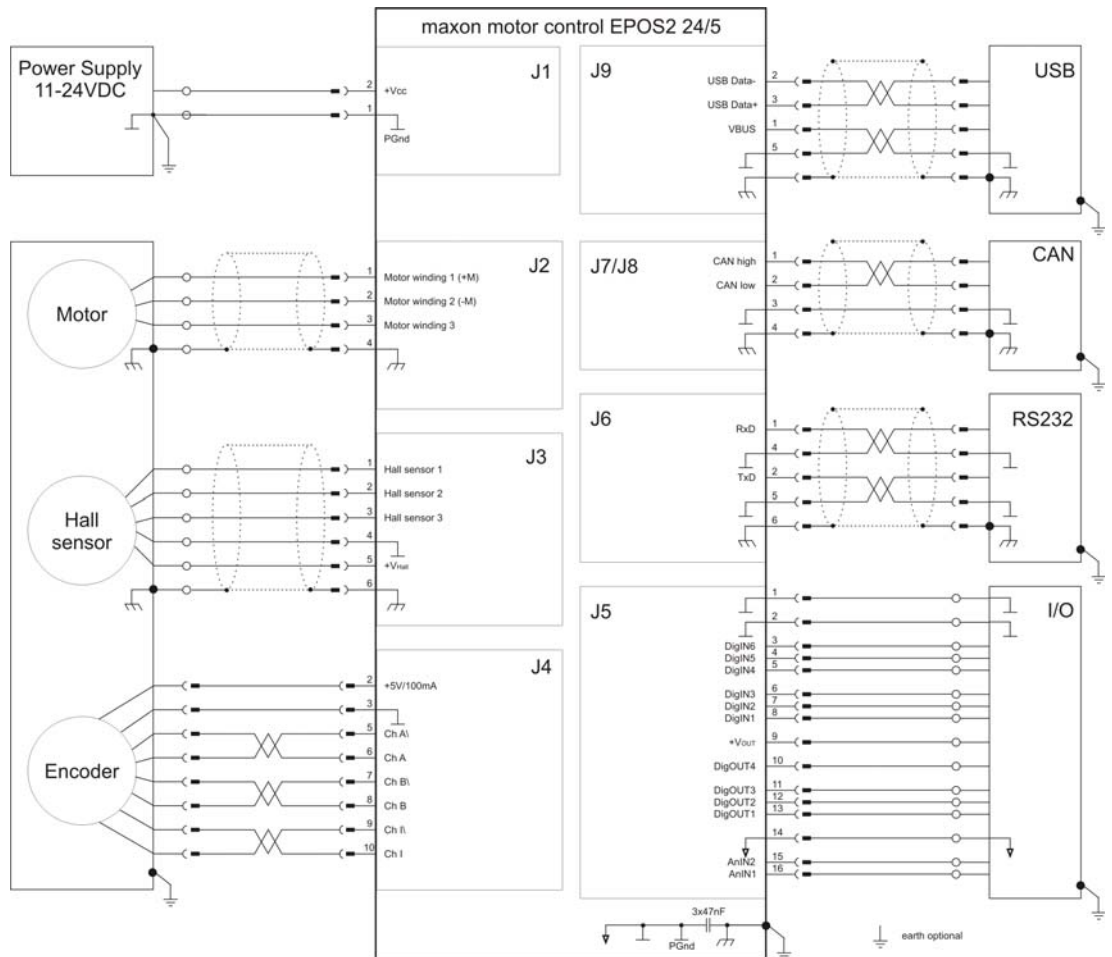 maxon motor control EPOS2 24/5
Power Supply
11-24VDC
J1
2
+Vcc
1
PGnd
Motor
J2
1
Motor winding 1 (+M)
2
Motor winding 2 (-M)
3
Motor winding 3
4
Hall
sensor
J3
1
Hall sensor 1
2
Hall sensor 2
3
Hall sensor 3
4
5
+VHall
6
Encoder
J4
2
+5V/100mA
3
5
Ch A\
6
Ch A
7
Ch B\
8
Ch B
9
Ch I\
10
Ch I
J9
USB
USB Data-
2
USB Data+
3
VBUS
1
5
4
J7/J8
CAN
CAN high
1
CAN low
2
3
4
J6
RS232
RxD
1
4
TxD
2
5
6
J5
I/O
1
2
DigIN6
3
DigIN5
4
DigIN4
5
DigIN3
6
DigIN2
7
DigIN1
8
+VOUT
9
DigOUT4
10
DigOUT3
11
DigOUT2
12
DigOUT1
13
14
AnIN2
15
AnIN1
16
3x47nF
PGnd
earth optional